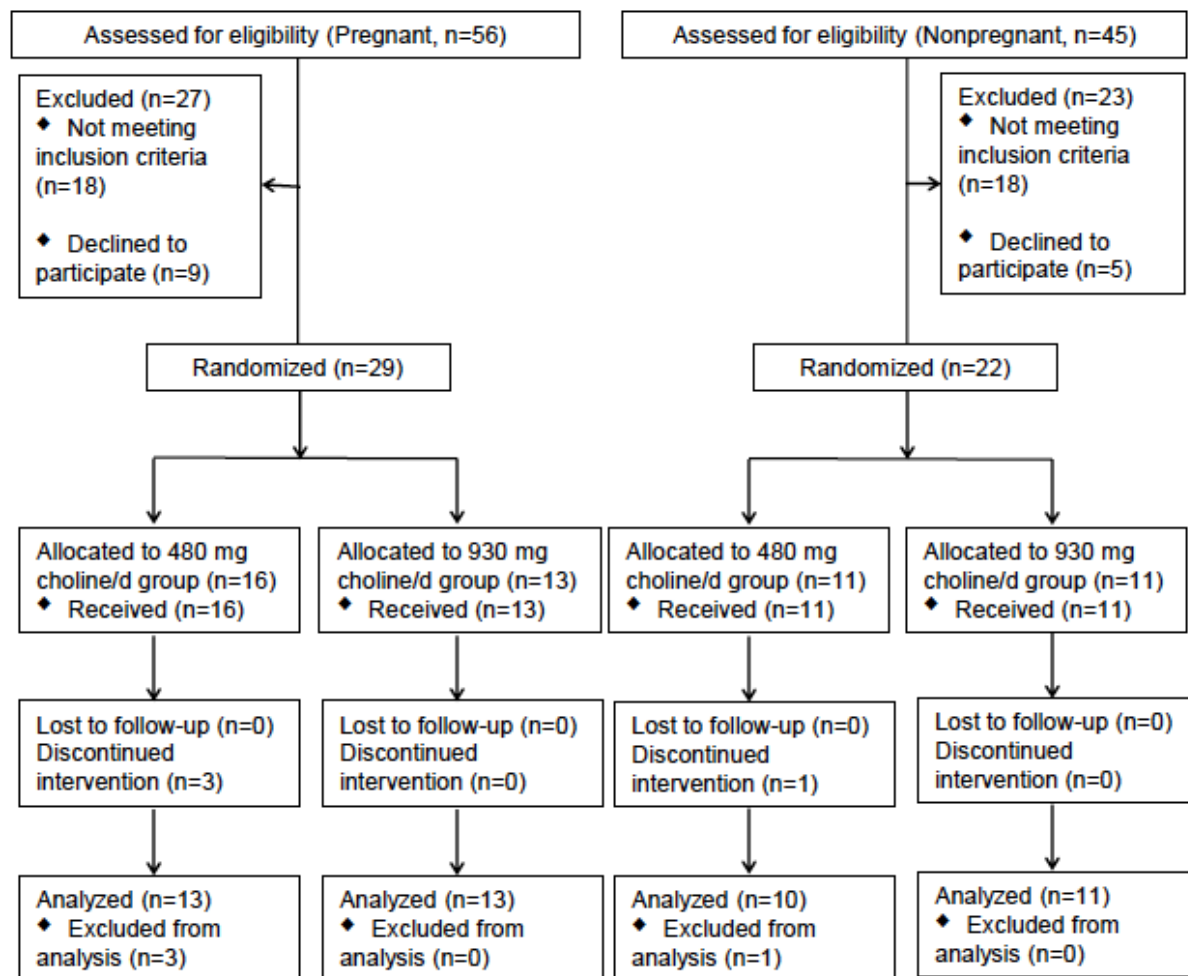 Assessed for eligibility (Pregnant, n=56)
Assessed for eligibility (Nonpregnant, n=45)
Excluded (n=27)
◆ Not meeting
inclusion criteria
(n=18)
◆ Declined to
participate (n=9)
Excluded (n=23)
◆ Not meeting
inclusion criteria
(n=18)
◆ Declined to
participate (n=5)
Randomized (n=29)
Randomized (n=22)
Allocated to 480 mg
choline/d group (n=16)
◆ Received (n=16)
Allocated to 930 mg
choline/d group (n=13)
◆ Received (n=13)
Allocated to 480 mg
choline/d group (n=11)
◆ Received (n=11)
Allocated to 930 mg
choline/d group (n=11)
◆ Received (n=11)
Lost to follow-up (n=0)
Discontinued
intervention (n=3)
Lost to follow-up (n=0)
Discontinued
intervention (n=0)
Lost to follow-up (n=0)
Discontinued
intervention (n=1)
Lost to follow-up (n=0)
Discontinued
intervention (n=0)
Analyzed (n=13)
◆ Excluded from
analysis (n=3)
Analyzed (n=13)
◆ Excluded from
analysis (n=0)
Analyzed (n=10)
◆ Excluded from
analysis (n=1)
Analyzed (n=11)
◆ Excluded from
analysis (n=0)